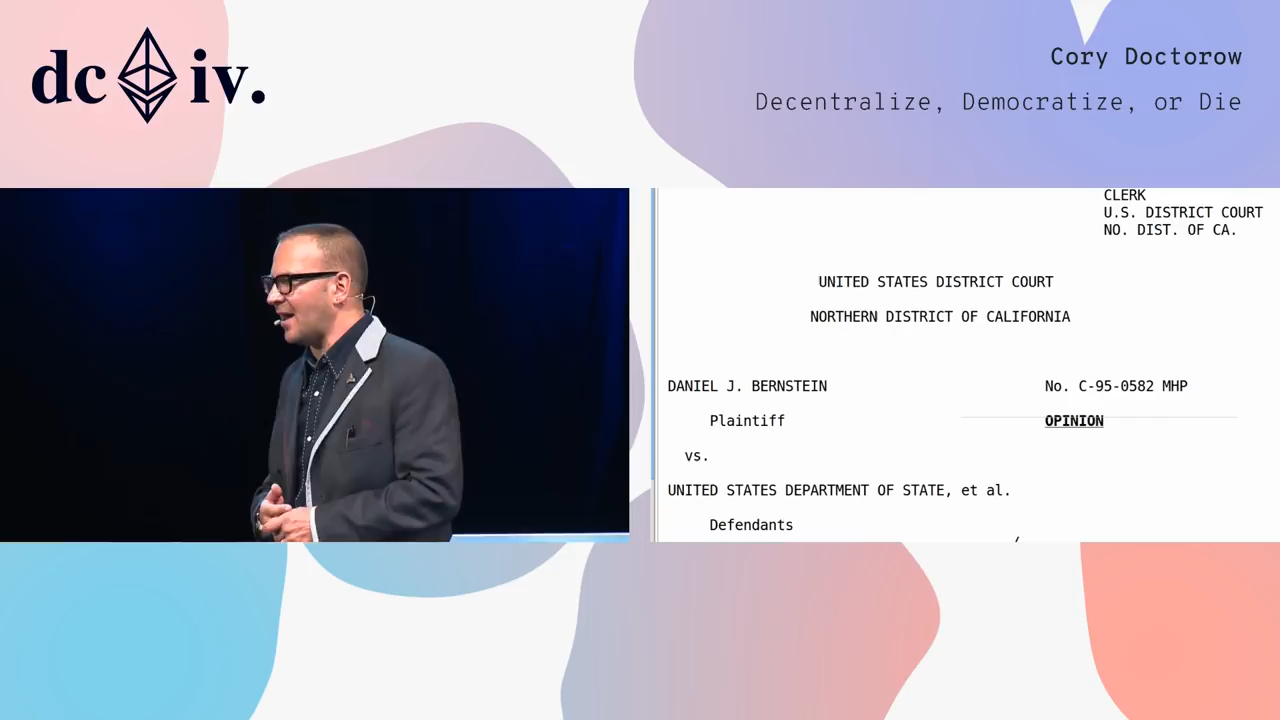 dc iv.
Cory Doctorow
Decentralize, Democratize, or Die
CLERK
U.S. DISTRICT COURT
NO. DIST. OF CA.
UNITED STATES DISTRICT COURT
NORTHERN DISTRICT OF CALIFORNIA
DANIEL J. BERNSTEIN No. C-95-0582 MHP
Plaintiff OPINION
vs.
UNITED STATES DEPARTMENT OF STATE, et al.
Defendants
/